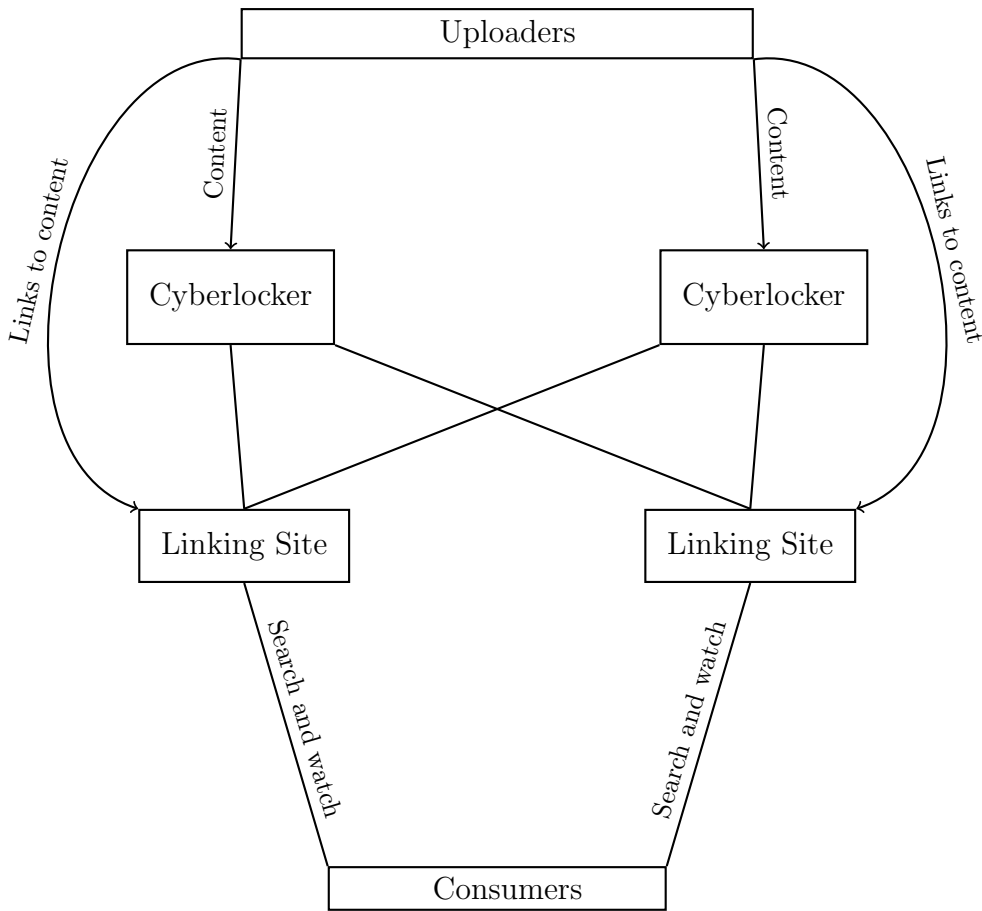 Uploaders
Content
Content
Links to content
Links to content
Cyberlocker
Cyberlocker
Linking Site
Linking Site
Search and watch
Search and watch
Consumers